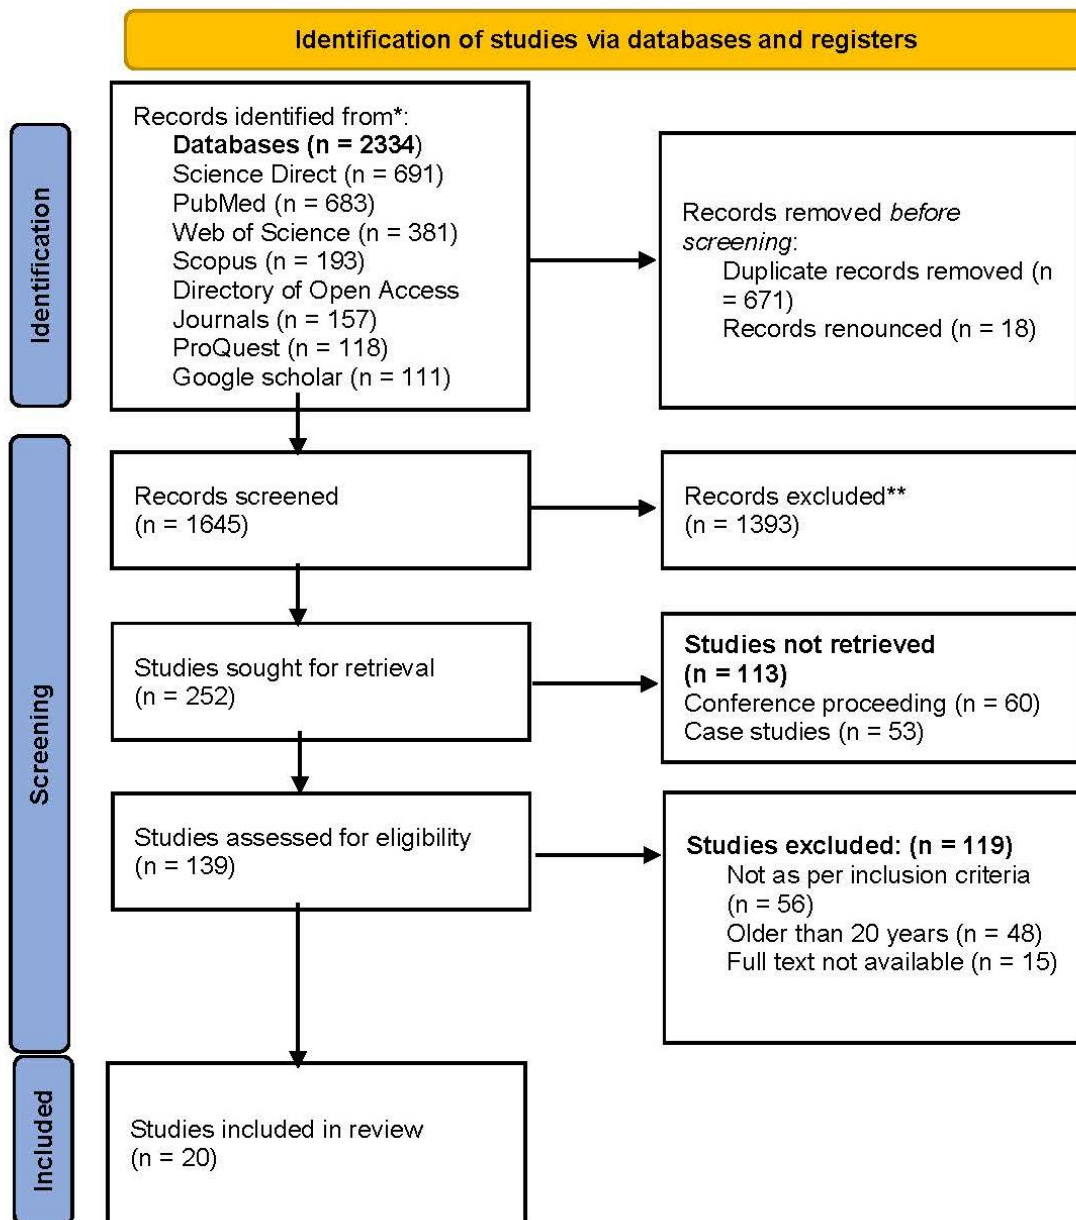 Identification of studies via databases and registers
Identification
Records identified from*:
Databases (n = 2334)
Science Direct (n = 691)
PubMed (n = 683)
Web of Science (n = 381)
Scopus (n = 193)
Directory of Open Access
Journals (n = 157)
ProQuest (n = 118)
Google scholar (n = 111)
Records removed before
screening:
Duplicate records removed (n
= 671)
Records renounced (n = 18)
Screening
Records screened
(n = 1645)
Records excluded**
(n = 1393)
Studies sought for retrieval
(n = 252)
Studies not retrieved
(n = 113)
Conference proceeding (n = 60)
Case studies (n = 53)
Studies assessed for eligibility
(n = 139)
Studies excluded: (n = 119)
Not as per inclusion criteria
(n = 56)
Older than 20 years (n = 48)
Full text not available (n = 15)
Included
Studies included in review
(n = 20)